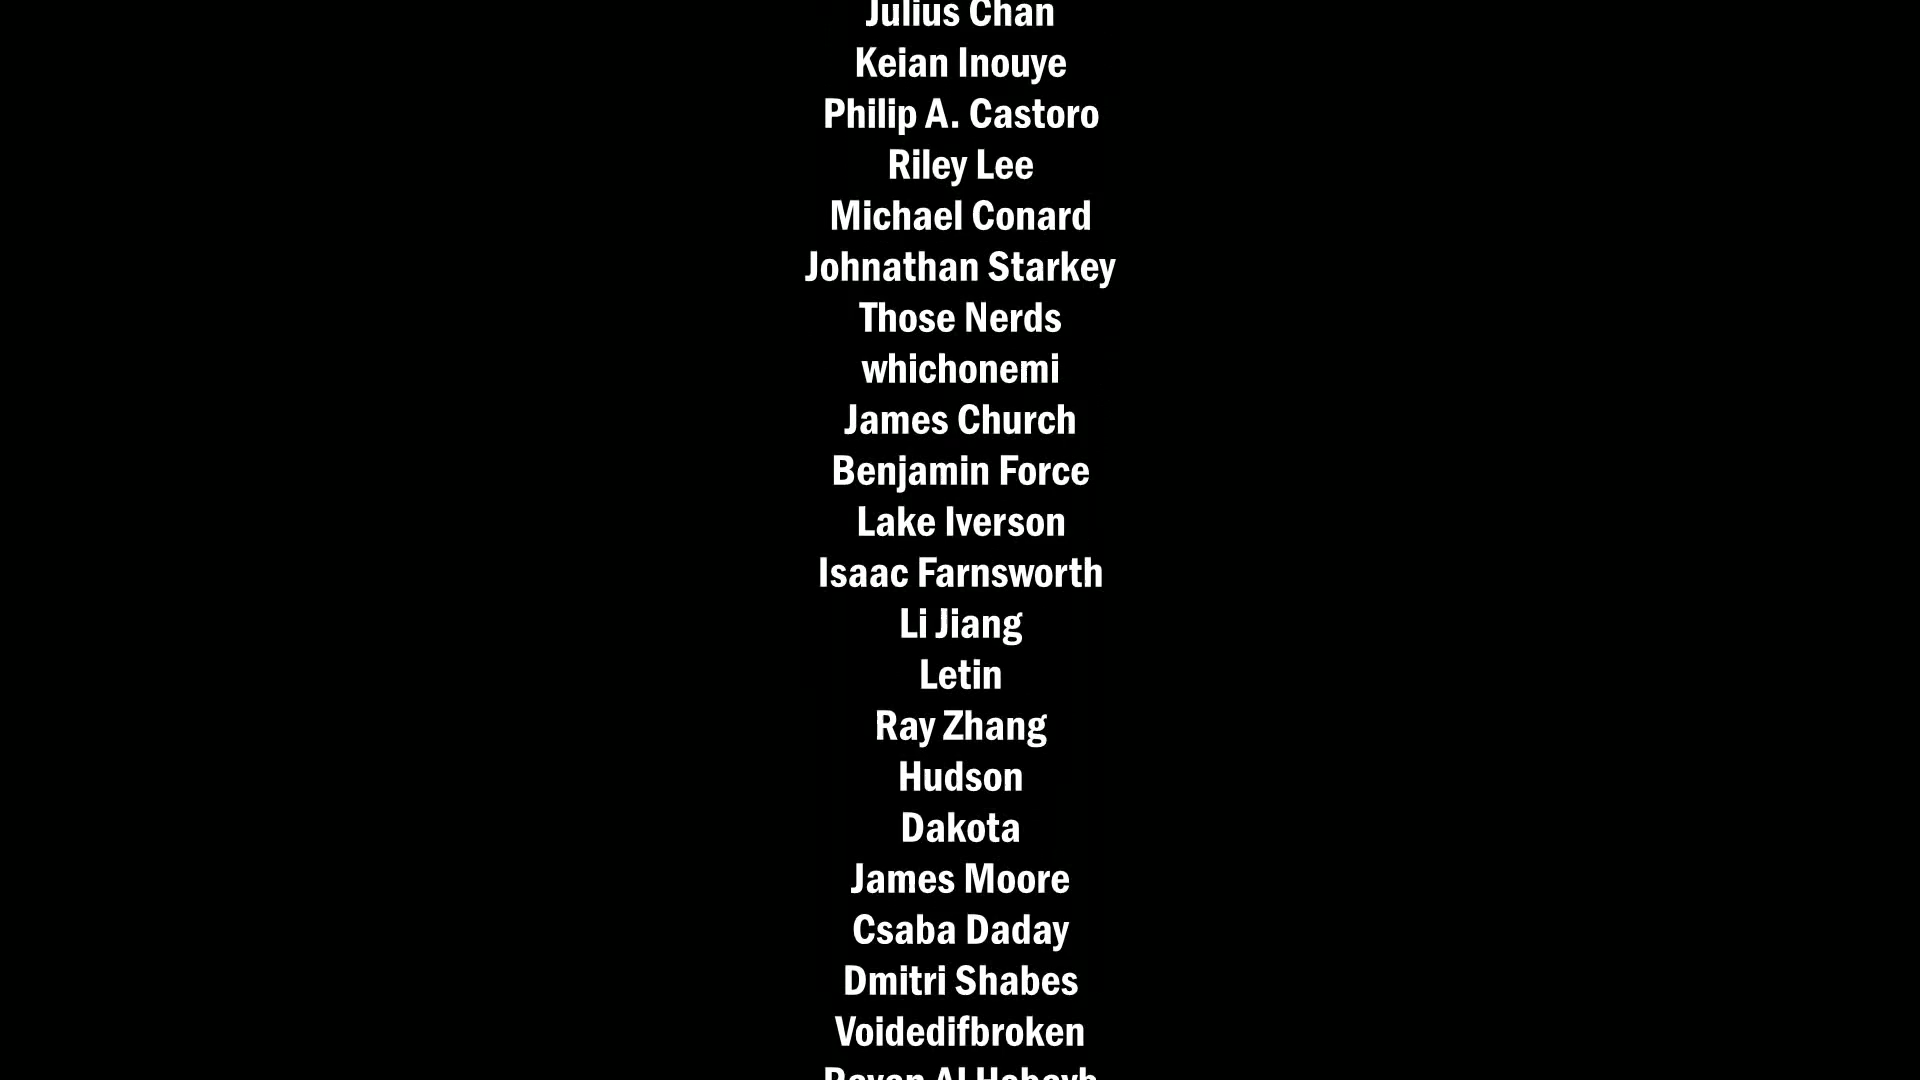 Julius Chan
Keian Inouye
Philip A. Castoro
Riley Lee
Michael Conard
Johnathan Starkey
Those Nerds
whichonemi
James Church
Benjamin Force
Lake Iverson
Isaac Farnsworth
Li Jiang
Letin
Ray Zhang
Hudson
Dakota
James Moore
Csaba Daday
Dmitri Shabes
Voidedifbroken